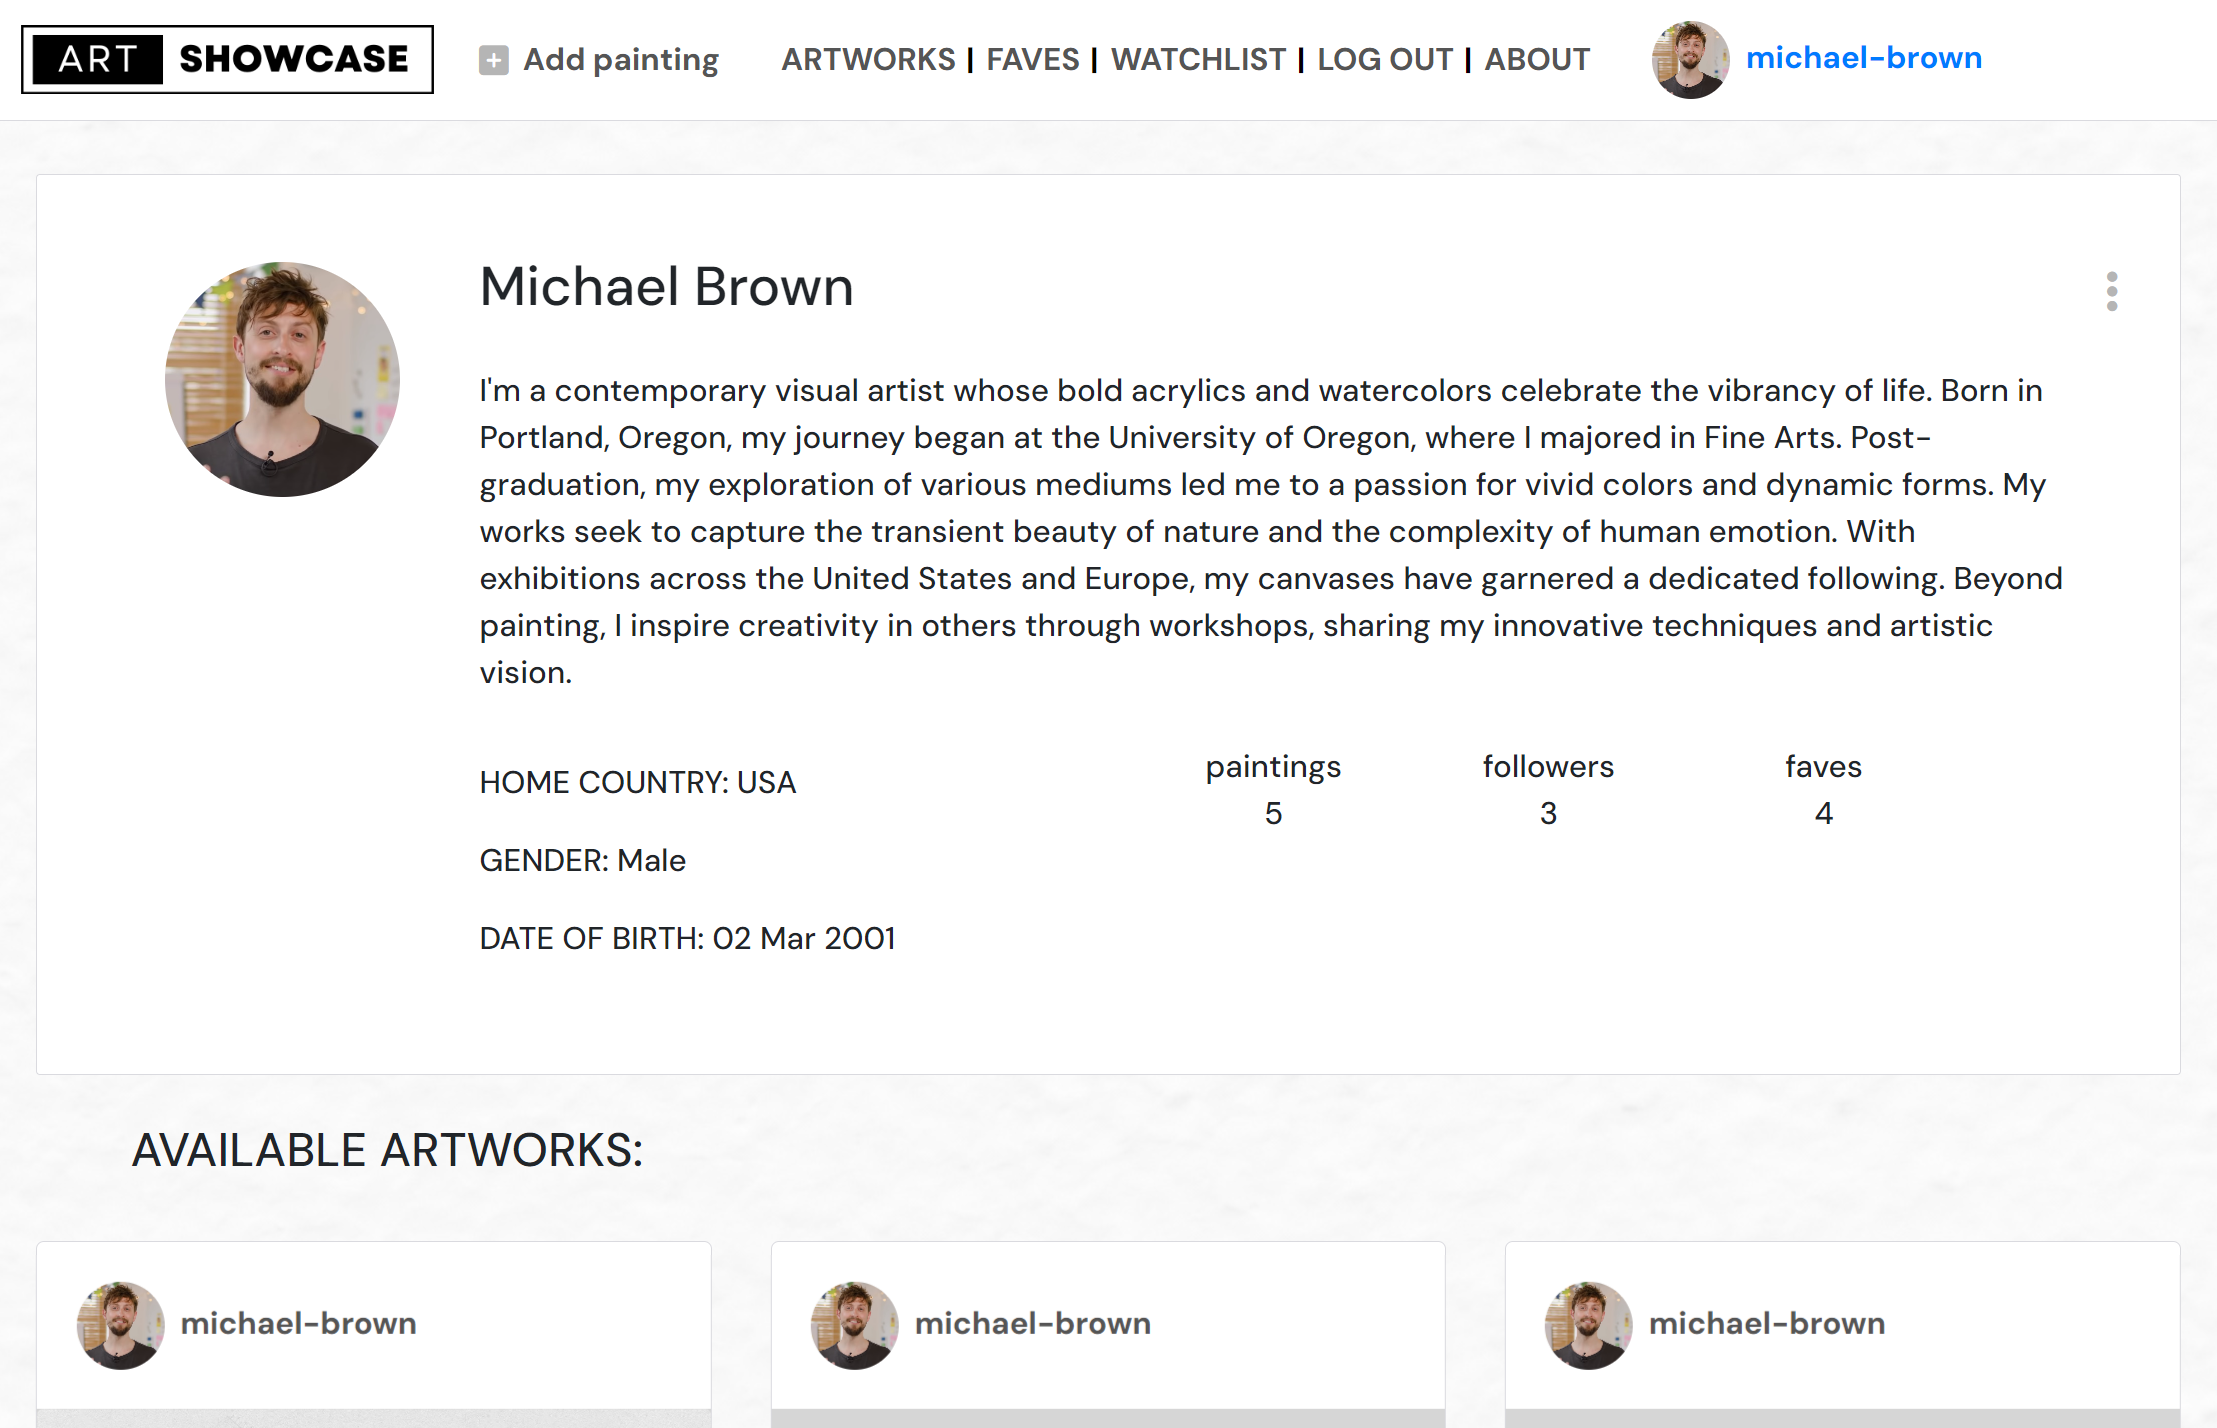 ART SHOWCASE
Add painting
ARTWORKS | FAVES | WATCHLIST | LOG OUT | ABOUT
michael-brown
Michael Brown
I'm a contemporary visual artist whose bold acrylics and watercolors celebrate the vibrancy of life. Born in
Portland, Oregon, my journey began at the University of Oregon, where I majored in Fine Arts. Post-
graduation, my exploration of various mediums led me to a passion for vivid colors and dynamic forms. My
works seek to capture the transient beauty of nature and the complexity of human emotion. With
exhibitions across the United States and Europe, my canvases have garnered a dedicated following. Beyond
painting, I inspire creativity in others through workshops, sharing my innovative techniques and artistic
vision.
HOME COUNTRY: USA
GENDER: Male
DATE OF BIRTH: 02 Mar 2001
paintings
5
followers
3
faves
4
AVAILABLE ARTWORKS:
michael-brown
michael-brown
michael-brown